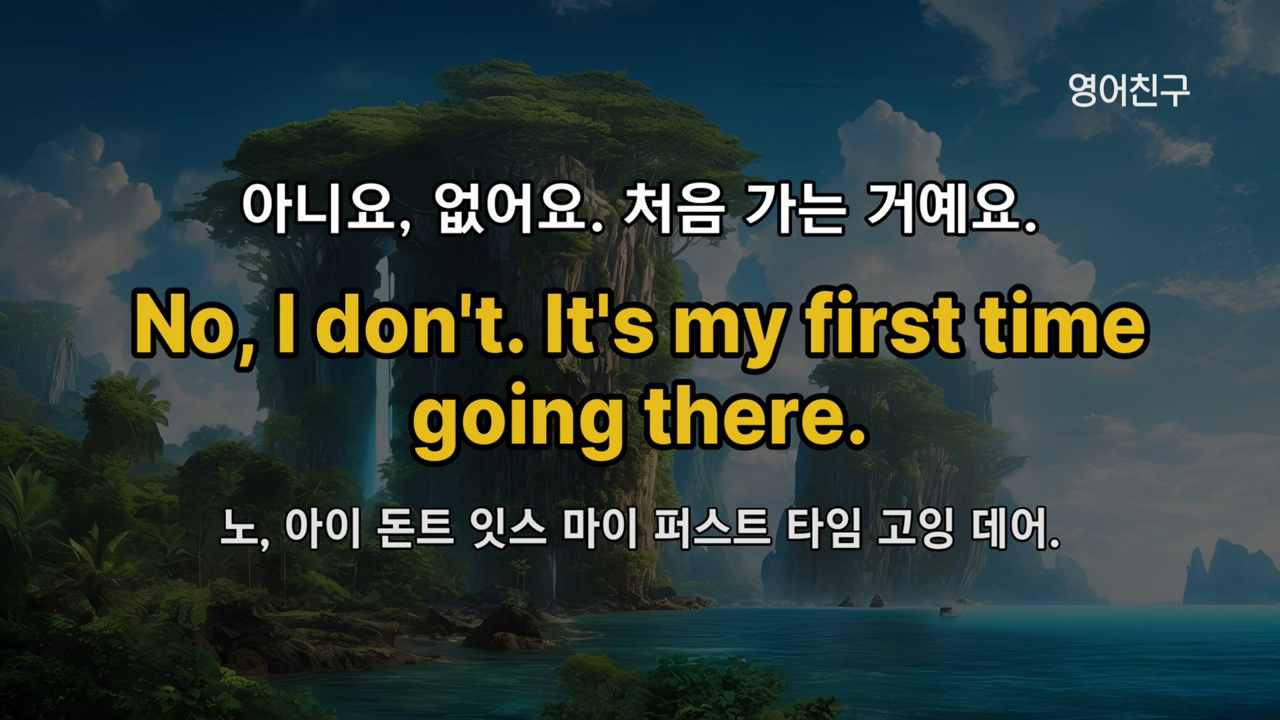 영어친구
아니요, 없어요. 처음 가는 거예요.
No, I don't. It's my first time
going there.
노, 아이 돈트 잇스 마이 퍼스트 타임 고잉 데어.